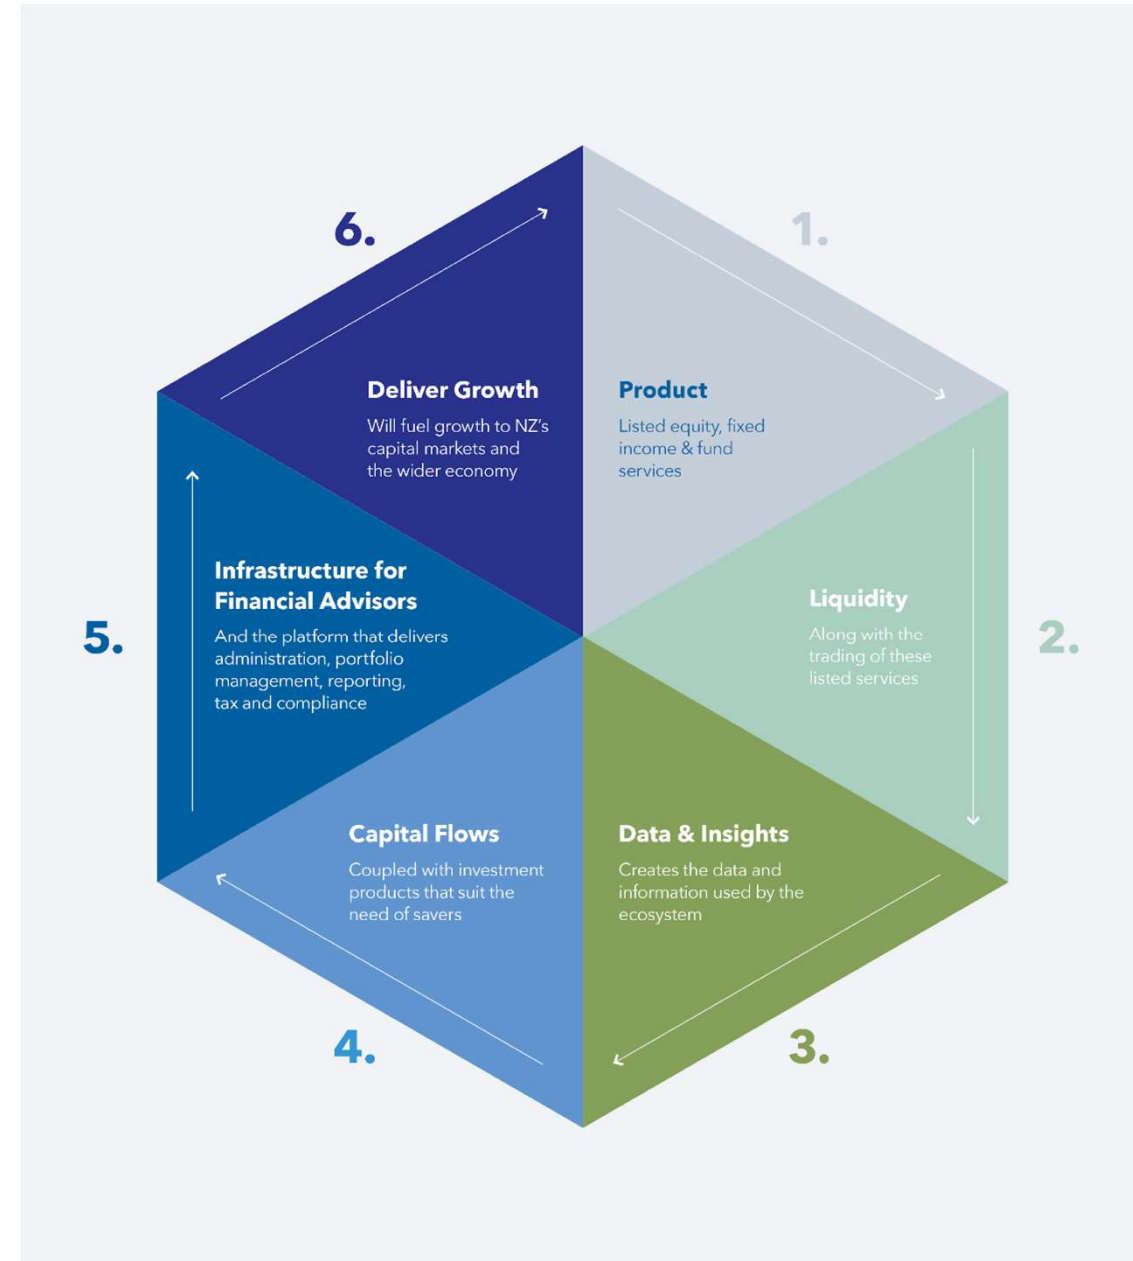 1.
Product
Listed equity, fixed
income & fund
services
2.
Liquidity
Along with the
trading of these
listed services
3.
Data & Insights
Creates the data and
information used by the
ecosystem
4.
Capital Flows
Coupled with investment
products that suit the
need of savers
5.
Infrastructure for
Financial Advisors
And the platform that delivers
administration, portfolio
management, reporting,
tax and compliance
6.
Deliver Growth
Will fuel growth to NZ’s
capital markets and
the wider economy